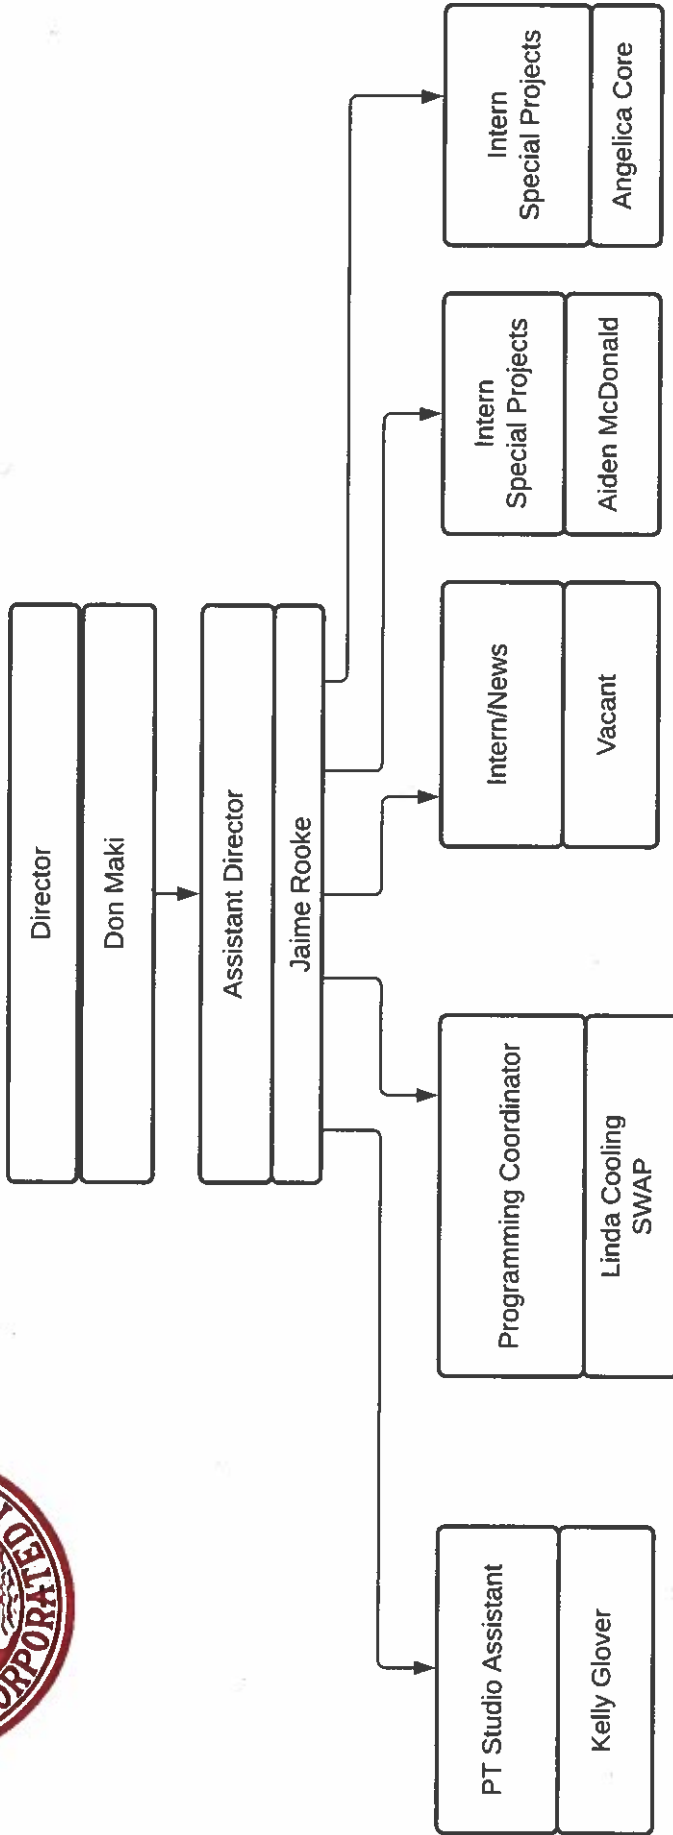 Director
Don Maki
Assistant Director
Jaime Rooke
PT Studio Assistant
Kelly Glover
Programming Coordinator
Linda Cooling
SWAP
Intern/News
Vacant
Intern
Special Projects
Aiden McDonald
Intern
Special Projects
Angelica Core